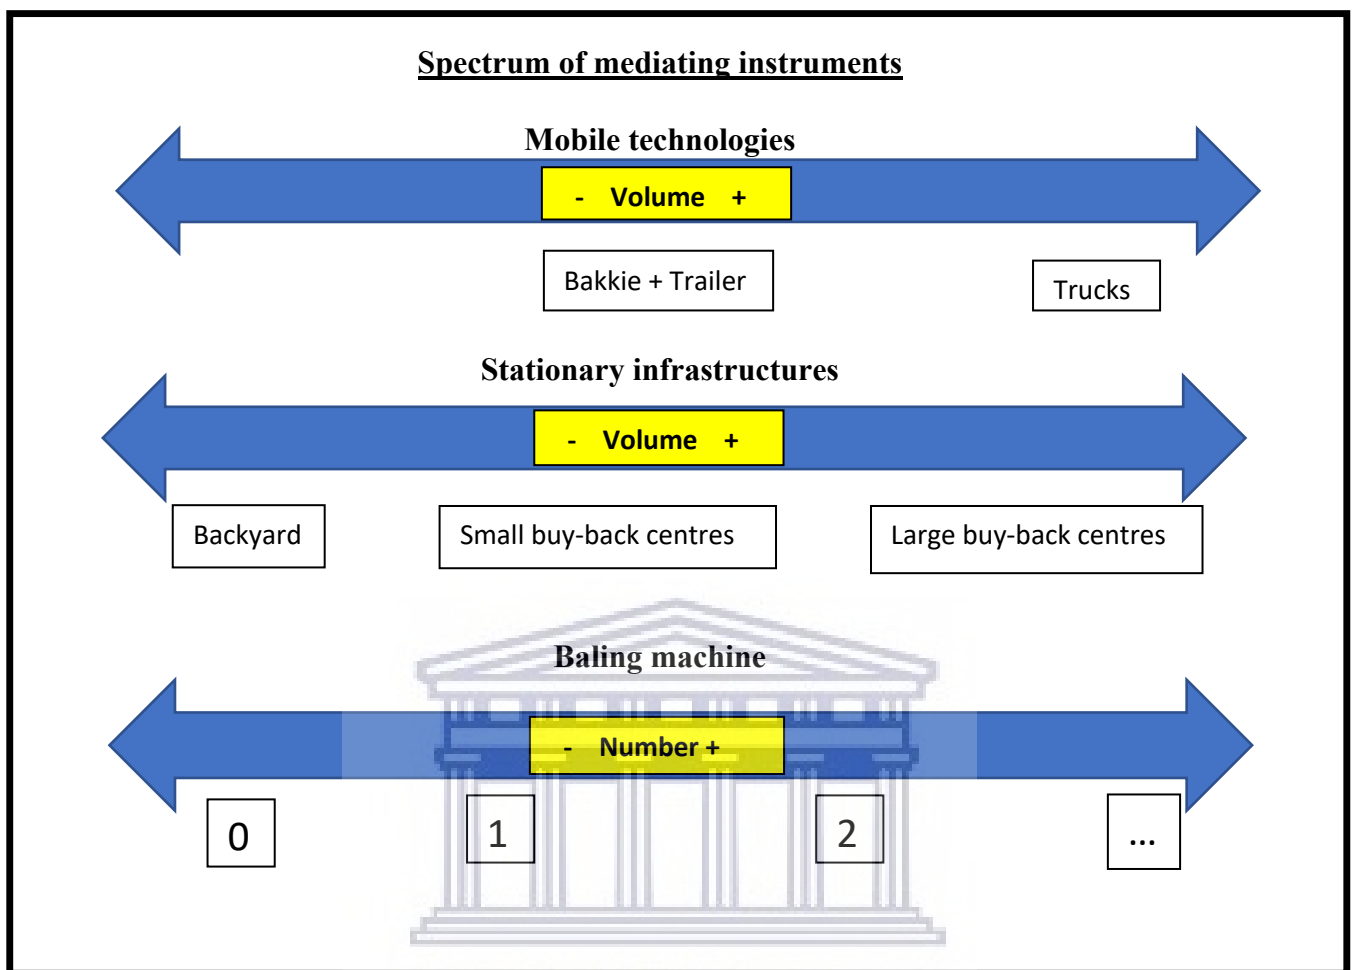 Spectrum of mediating instruments
Mobile technologies
- Volume +
Bakkie + Trailer
Trucks
Stationary infrastructures
- Volume +
Backyard
Small buy-back centres
Large buy-back centres
Baling machine
- Number +
0
1
2
...